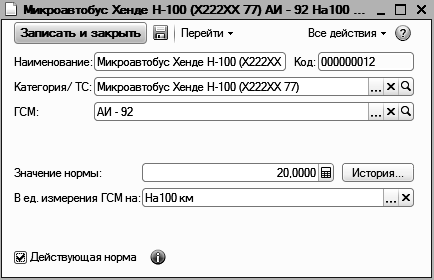 Микроавтобус Хенде Н-100 (Х222ХХ 77) АИ - 92 На100 ...
Записать и закрыть Перейти Все действия
Наименование: Микроавтобус Хенде Н-100 (Х222ХХ Код: 000000012
Категория/ ТС: Микроавтобус Хенде Н-100 (Х222ХХ 77)
ГСМ: АИ - 92
Значение нормы: 20,0000 История...
В ед. измерения ГСМ на: На100 км
Действующая норма